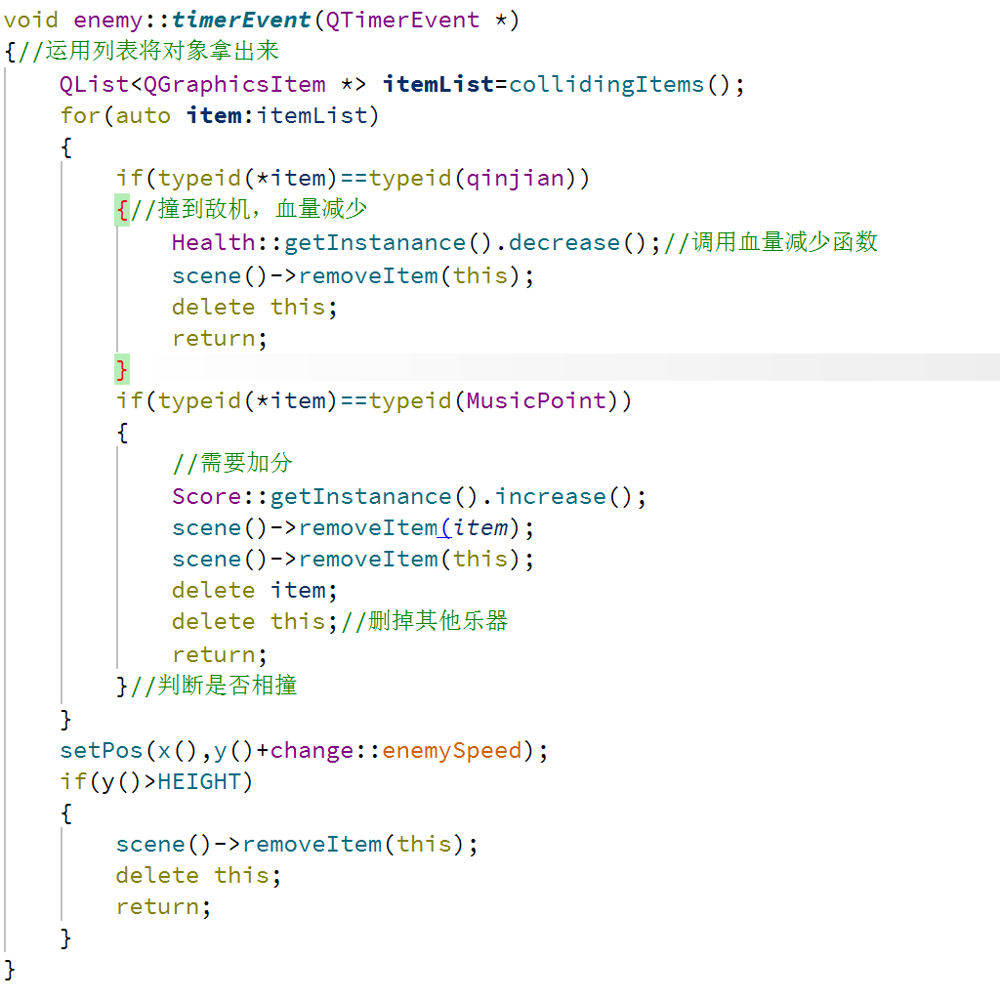 void enemy::timerEvent(QTimerEvent *)
{//运用列表将对象拿出来
    QList<QGraphicsItem *> itemList=collidingItems();
    for(auto item:itemList)
    {
        if(typeid(*item)==typeid(qinjian))
        {//撞到敌机，血量减少
            Health::getInstanance().decrease();//调用血量减少函数
            scene()->removeItem(this);
            delete this;
            return;
        }
        if(typeid(*item)==typeid(MusicPoint))
        {
            //需要加分
            Score::getInstanance().increase();
            scene()->removeItem(item);
            scene()->removeItem(this);
            delete item;
            delete this;//删掉其他乐器
            return;
        }//判断是否相撞
    }
    setPos(x(),y()+change::enemySpeed);
    if(y()>HEIGHT)
    {
        scene()->removeItem(this);
        delete this;
        return;
    }
}